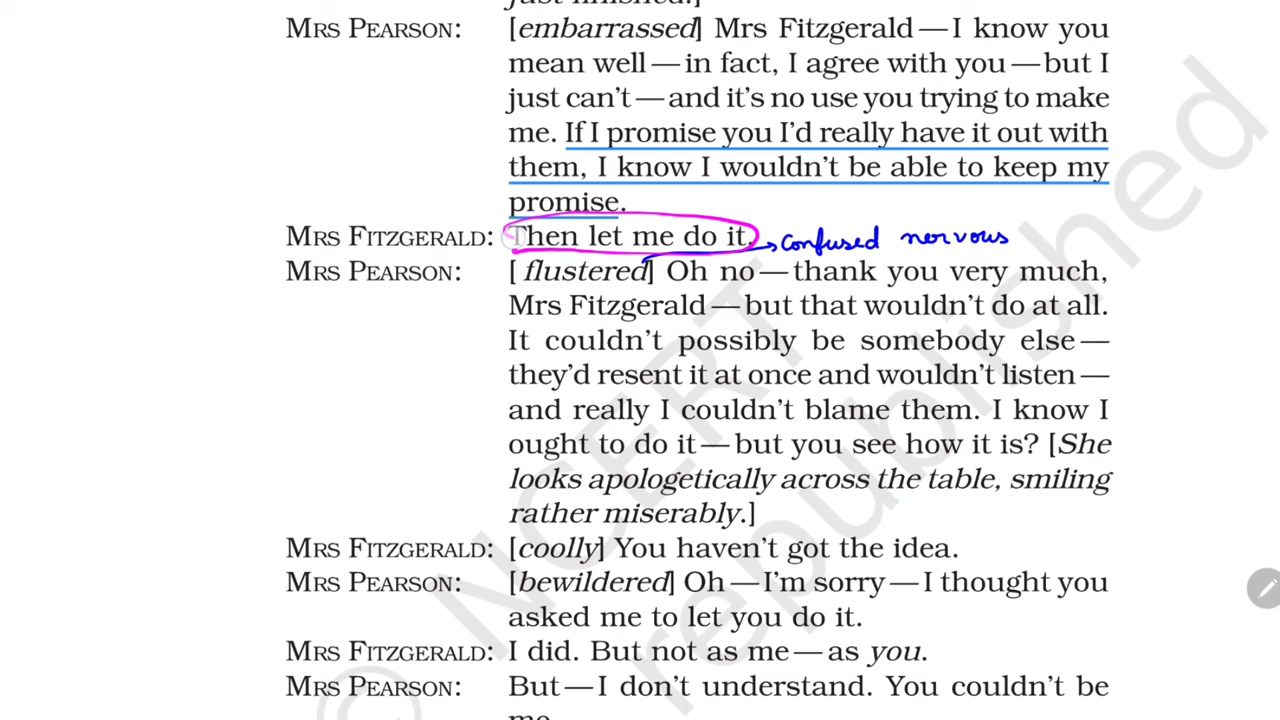 just finished.]
MRS PEARSON: [embarrassed] Mrs Fitzgerald—I know you
mean well—in fact, I agree with you—but I
just can't—and it's no use you trying to make
me. If I promise you I'd really have it out with
them, I know I wouldn't be able to keep my
promise.
MRS FITZGERALD: Then let me do it. confused nervous
MRS PEARSON: [flustered] Oh no—thank you very much,
Mrs Fitzgerald—but that wouldn't do at all.
It couldn't possibly be somebody else—
they'd resent it at once and wouldn't listen—
and really I couldn't blame them. I know I
ought to do it—but you see how it is? [She
looks apologetically across the table, smiling
rather miserably.]
MRS FITZGERALD: [coolly] You haven't got the idea.
MRS PEARSON: [bewildered] Oh—I'm sorry—I thought you
asked me to let you do it.
MRS FITZGERALD: I did. But not as me—as you.
MRS PEARSON: But—I don't understand. You couldn't be
me.
© NCERT
republished